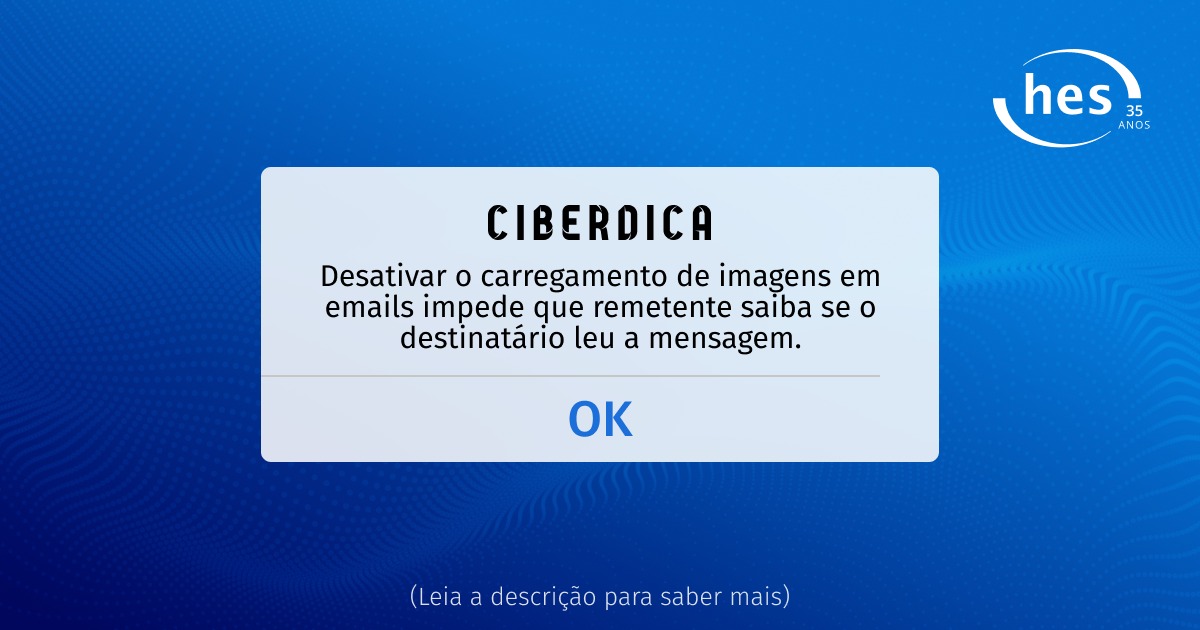 hes
35
ANOS
CIBERDICA
Desativar o carregamento de imagens em
emails impede que remetente saiba se o
destinatário leu a mensagem.
OK
(Leia a descrição para saber mais)